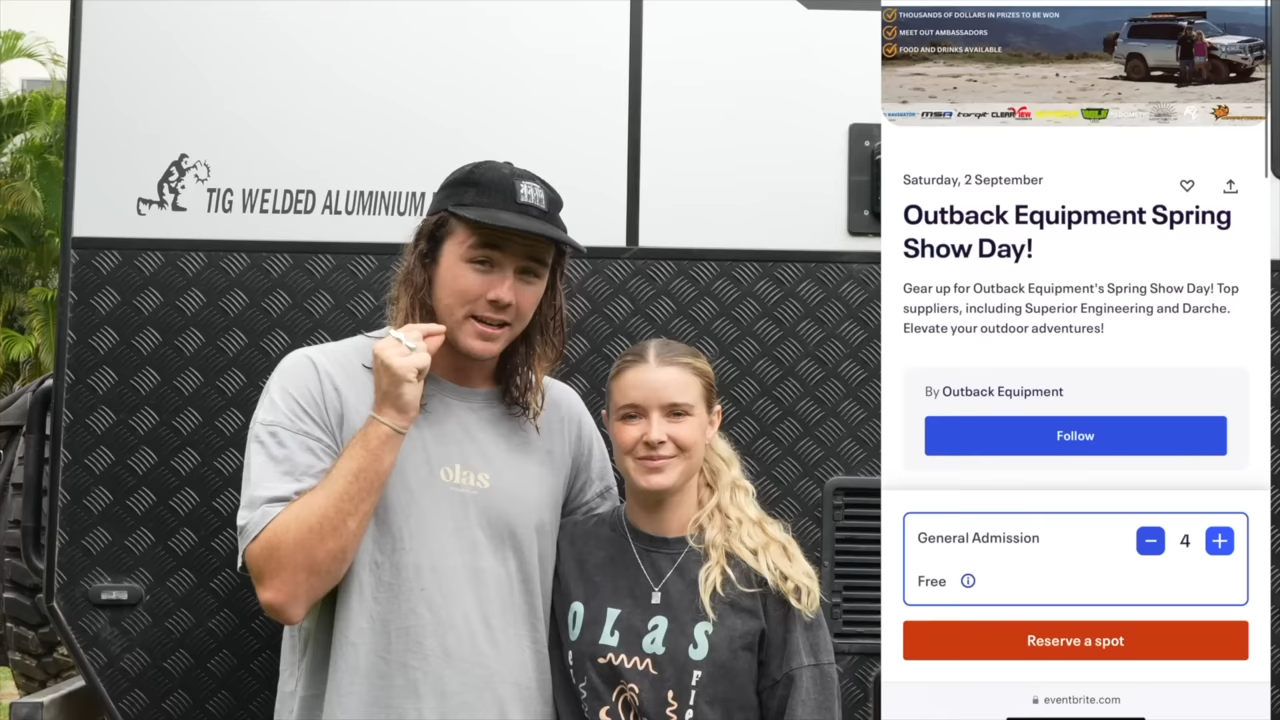 TIG WELDED ALUMINIUM
olas
OLAS
THOUSANDS OF DOLLARS IN PRIZES TO BE WON
MEET OUT AMBASSADORS
FOOD AND DRINKS AVAILABLE
MSA torqit CLEARVIEW
Saturday, 2 September
Outback Equipment Spring
Show Day!
Gear up for Outback Equipment's Spring Show Day! Top
suppliers, including Superior Engineering and Darche.
Elevate your outdoor adventures!
By Outback Equipment
Follow
General Admission
4
Free
Reserve a spot
eventbrite.com